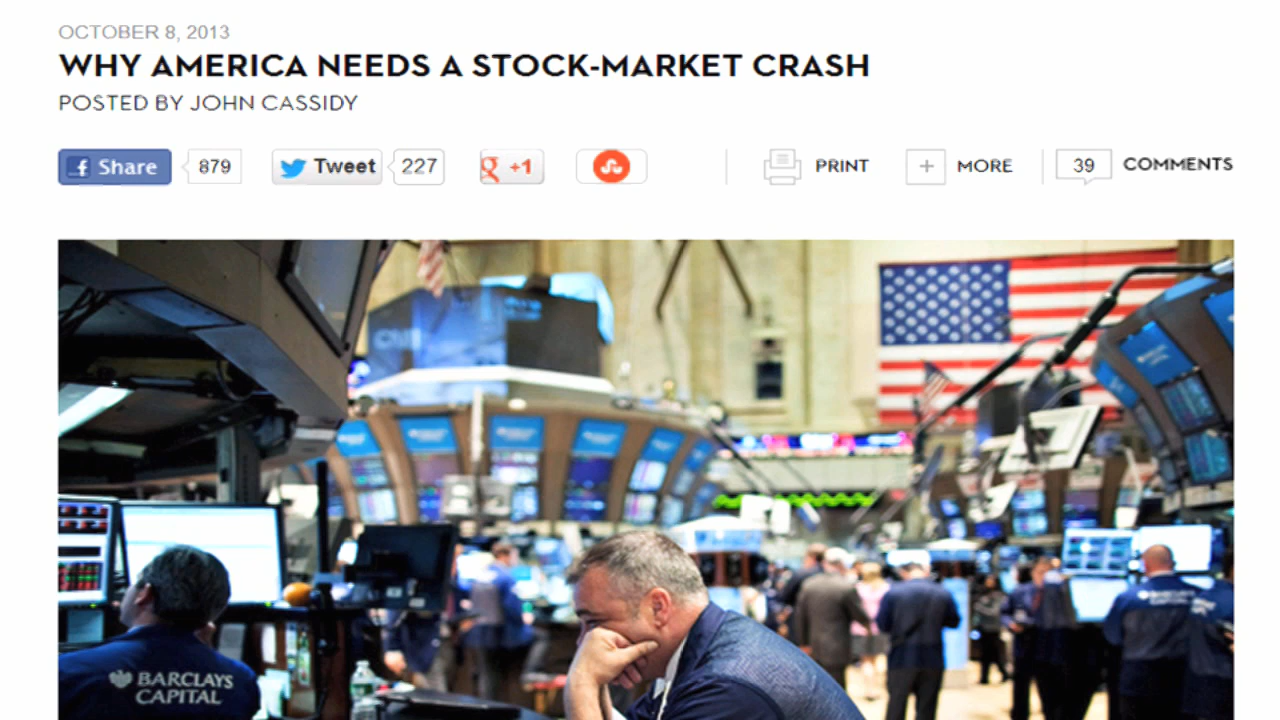 OCTOBER 8, 2013
WHY AMERICA NEEDS A STOCK-MARKET CRASH
POSTED BY JOHN CASSIDY
f Share 879 Tweet 227 g +1 PRINT + MORE 39 COMMENTS
BARCLAYS
CAPITAL